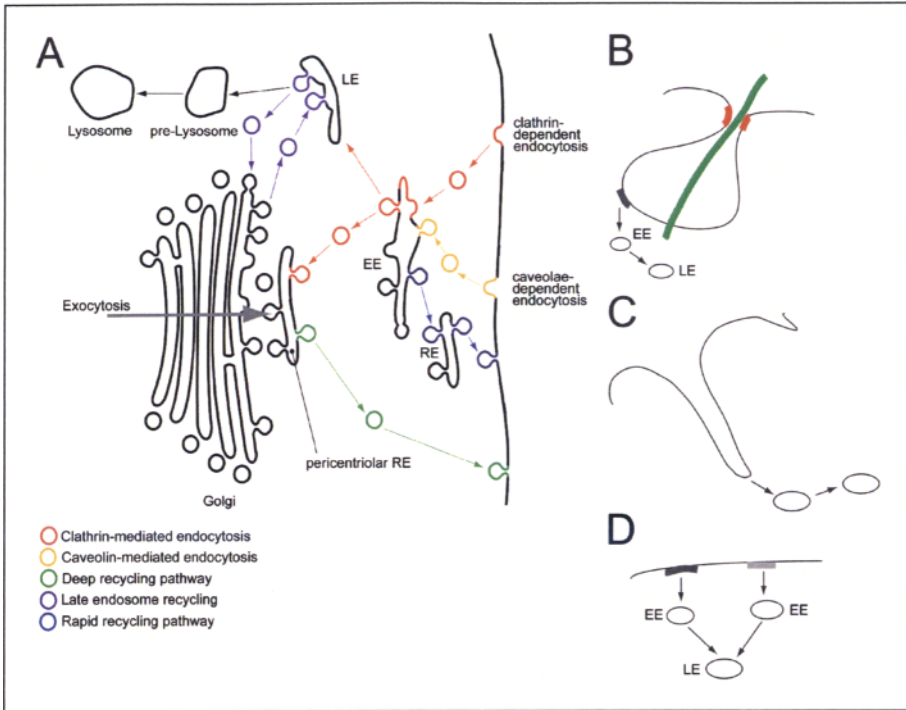 A
LE
Lysosome
pre-Lysosome
clathrin-
dependent
endocytosis
EE
caveolae-
dependent
endocytosis
Exocytosis
RE
pericentriolar RE
Golgi
Clathrin-mediated endocytosis
Caveolin-mediated endocytosis
Deep recycling pathway
Late endosome recycling
Rapid recycling pathway
B
EE
LE
C
D
EE
EE
LE